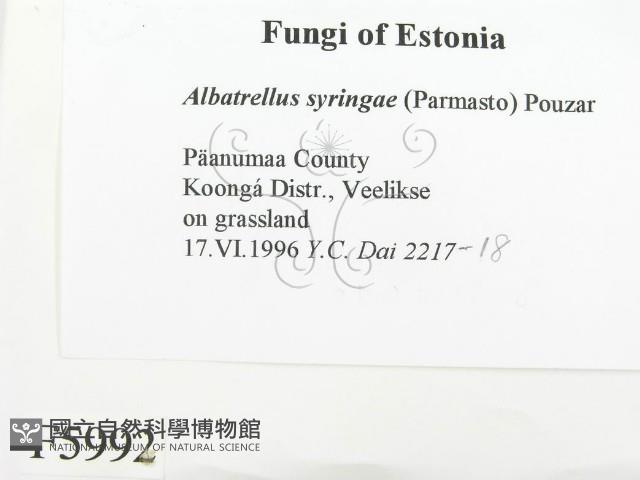 Fungi of Estonia
Albatrellus syringae (Parmasto) Pouzar
Päanumaa County
Koongá Distr., Veelikse
on grassland
17.VI.1996 Y.C. Dai 2217-18
國立自然科學博物館
NATIONAL MUSEUM OF NATURAL SCIENCE
F5992